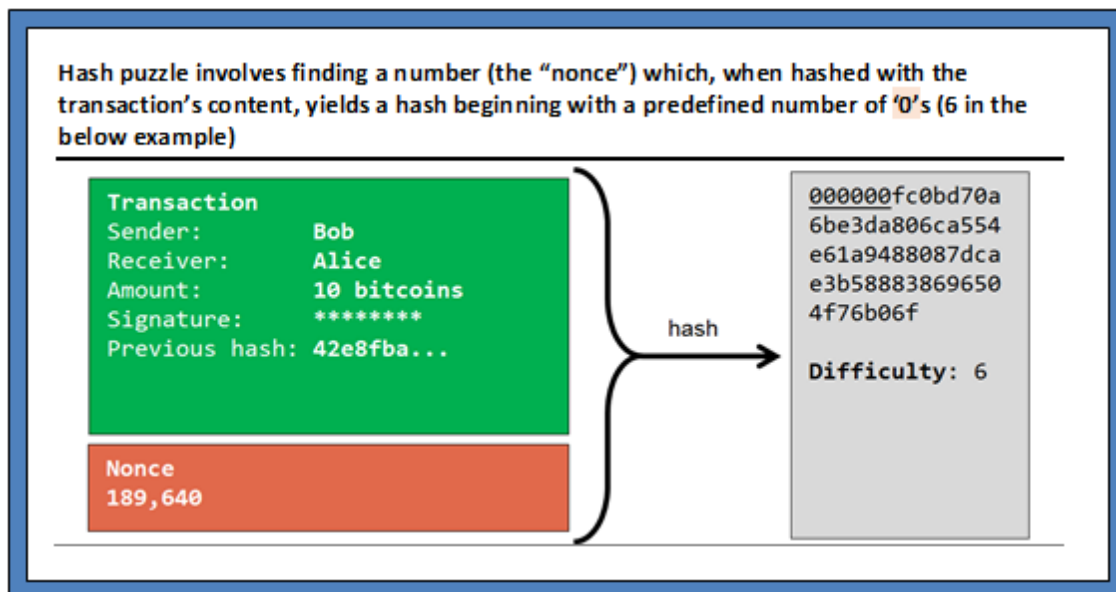 Hash puzzle involves finding a number (the “nonce”) which, when hashed with the
transaction’s content, yields a hash beginning with a predefined number of ‘0’s (6 in the
below example)
Transaction
Sender: Bob
Receiver: Alice
Amount: 10 bitcoins
Signature: ********
Previous hash: 42e8fba...
Nonce
189,640
hash
000000fc0bd70a
6be3da806ca554
e61a9488087dca
e3b58883869650
4f76b06f
Difficulty: 6